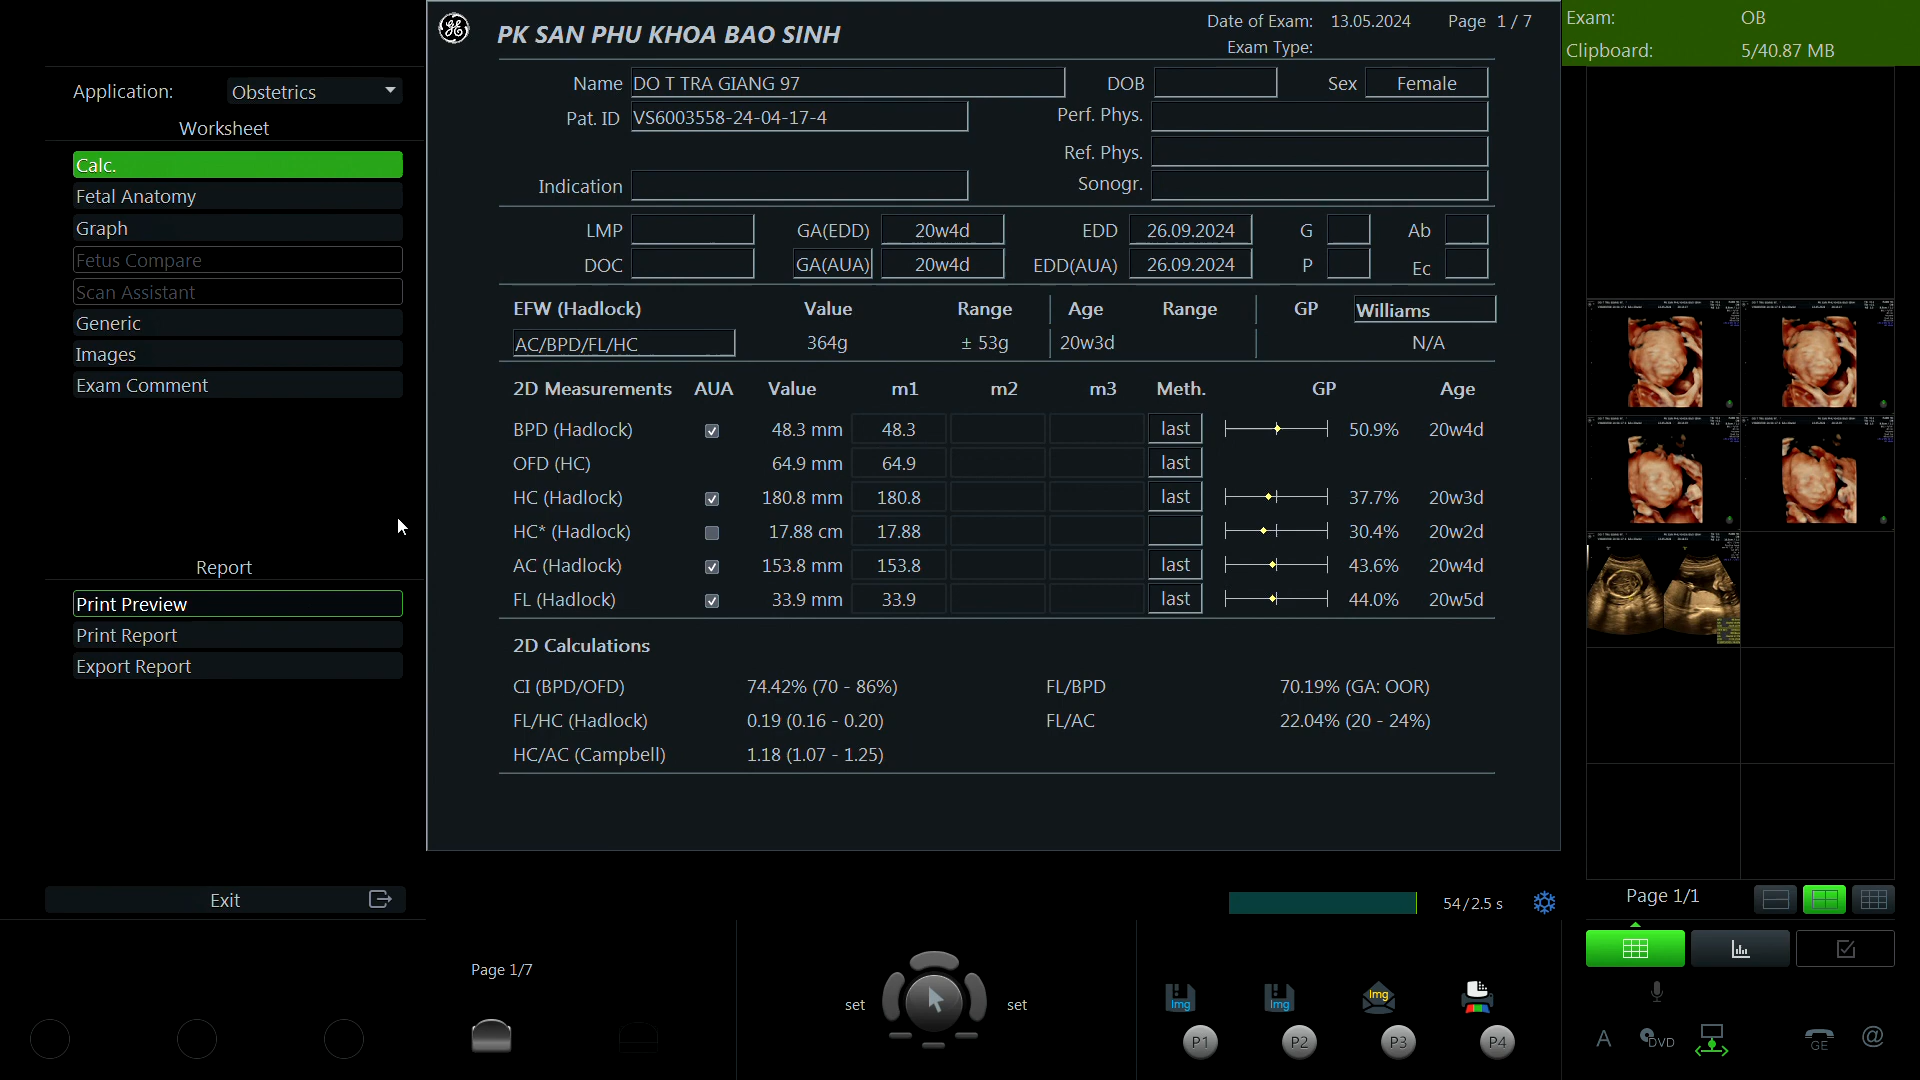 PK SAN PHU KHOA BAO SINH
Date of Exam: 13.05.2024 Page 1 / 7
Exam Type:
Exam: OB
Clipboard: 5/40.87 MB
Application: Obstetrics
Worksheet
Calc.
Fetal Anatomy
Graph
Fetus Compare
Scan Assistant
Generic
Images
Exam Comment
Report
Print Preview
Print Report
Export Report
Exit
Name DO T TRA GIANG 97 DOB Sex Female
Pat. ID VS6003558-24-04-17-4 Perf. Phys.
Ref. Phys.
Indication Sonogr.
LMP GA(EDD) 20w4d EDD 26.09.2024 G Ab
DOC GA(AUA) 20w4d EDD(AUA) 26.09.2024 P Ec
EFW (Hadlock) Value Range Age Range GP Williams
AC/BPD/FL/HC 364g ± 53g 20w3d N/A
2D Measurements AUA Value m1 m2 m3 Meth. GP Age
BPD (Hadlock) 48.3 mm 48.3 last 50.9% 20w4d
OFD (HC) 64.9 mm 64.9 last
HC (Hadlock) 180.8 mm 180.8 last 37.7% 20w3d
HC* (Hadlock) 17.88 cm 17.88 30.4% 20w2d
AC (Hadlock) 153.8 mm 153.8 last 43.6% 20w4d
FL (Hadlock) 33.9 mm 33.9 last 44.0% 20w5d
2D Calculations
CI (BPD/OFD) 74.42% (70 - 86%) FL/BPD 70.19% (GA: OOR)
FL/HC (Hadlock) 0.19 (0.16 - 0.20) FL/AC 22.04% (20 - 24%)
HC/AC (Campbell) 1.18 (1.07 - 1.25)
54/2.5 s
Page 1/1
Page 1/7
set set
Img Img Img
P1 P2 P3 P4
A DVD GE @